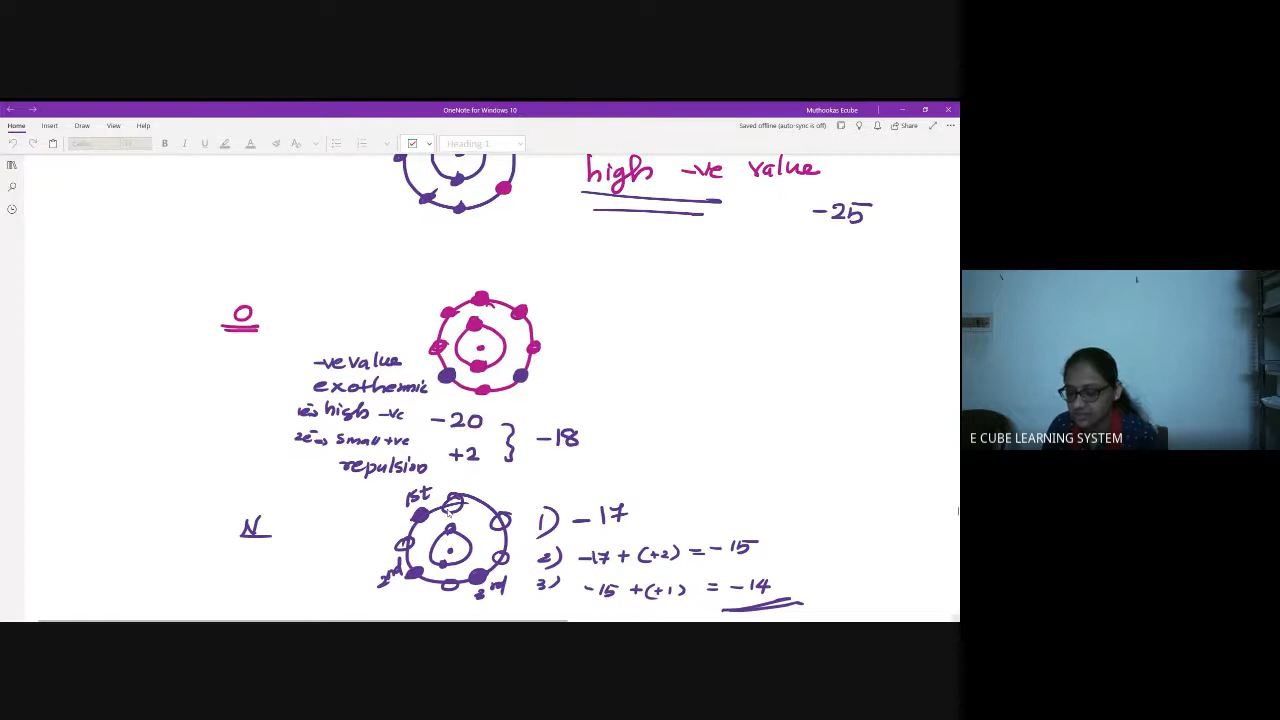 OneNote for Windows 10
Muthookas Ecube
Home Insert Draw View Help
Saved offline (auto-sync is off)
Share
Heading 1
high -ve value
-25
O
-ve value
exothermic
1e⁻→ high -ve -20
2e⁻→ small +ve +2 } -18
repulsion
N
1st
2nd
3rd
1) -17
2) -17 + (+2) = -15
3) -15 + (+1) = -14
E CUBE LEARNING SYSTEM